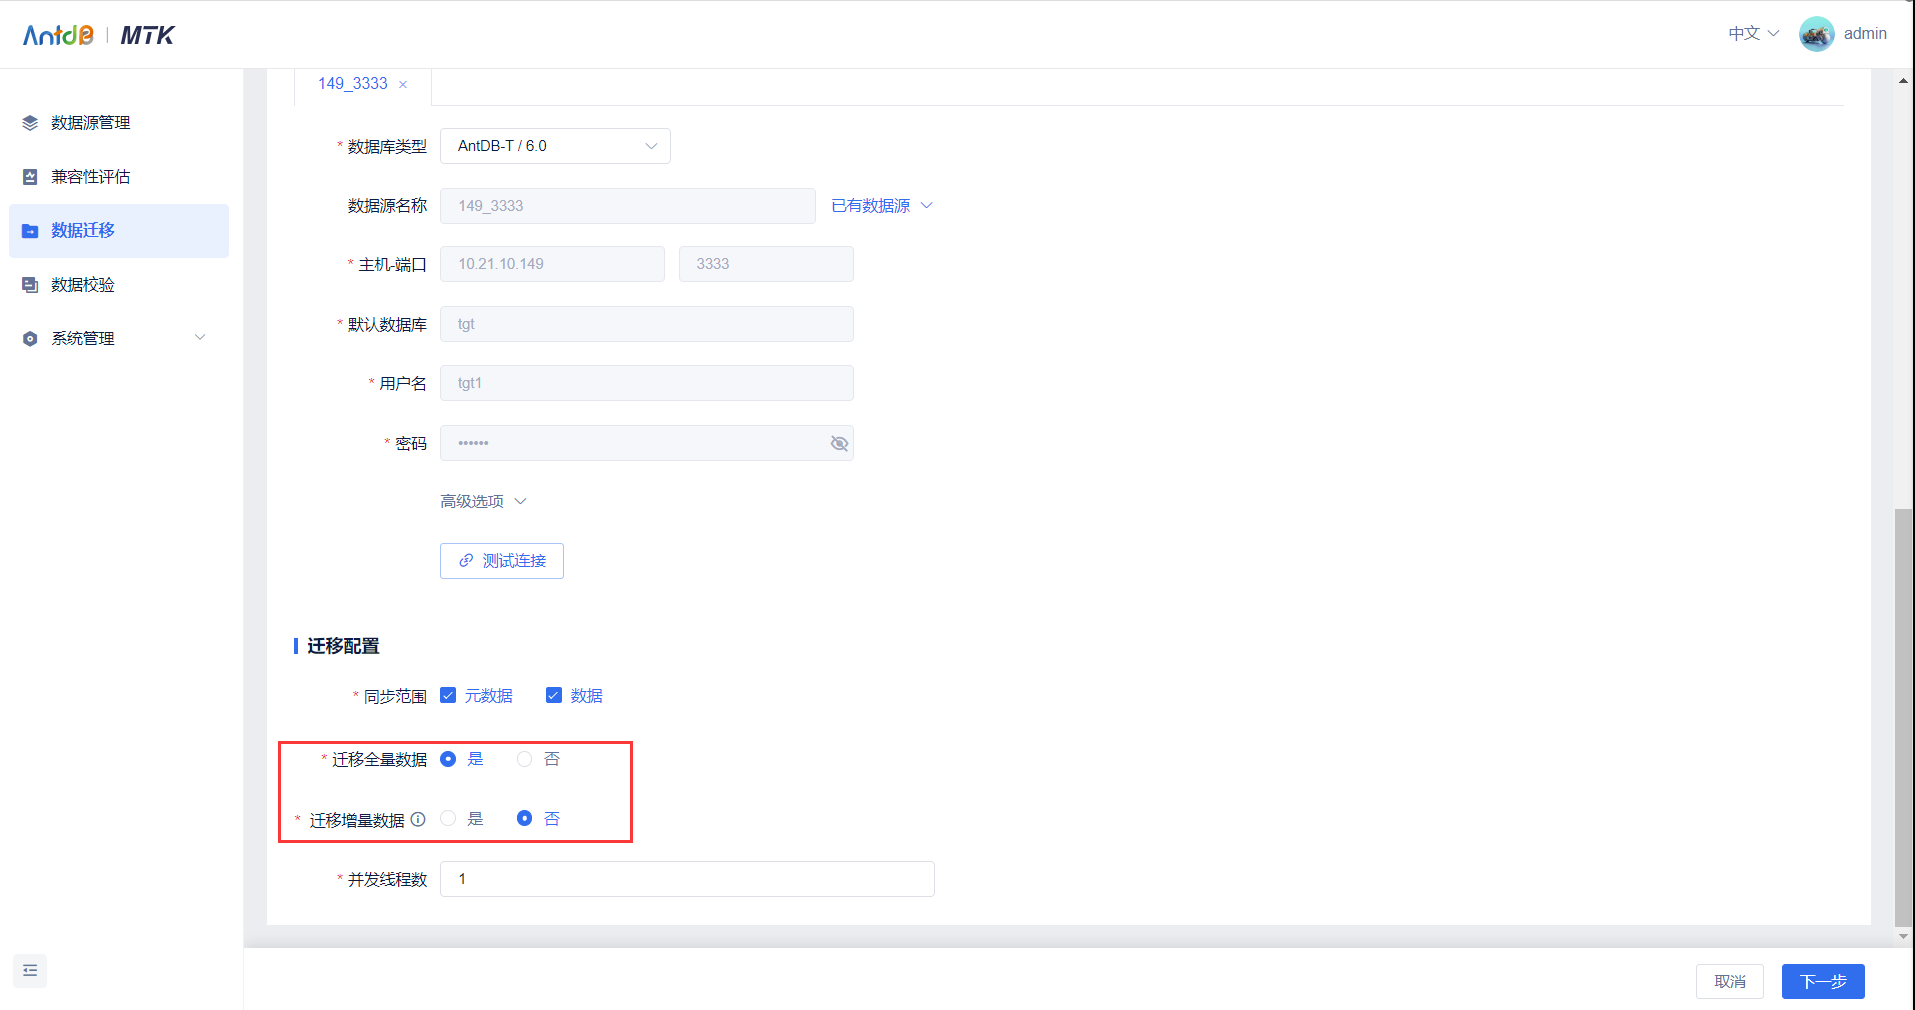 AntdB | MTK
中文
admin
149_3333 ×
数据源管理
兼容性评估
数据迁移
数据校验
系统管理
* 数据库类型 AntDB-T / 6.0
数据源名称 149_3333 已有数据源
* 主机-端口 10.21.10.149 3333
* 默认数据库 tgt
* 用户名 tgt1
* 密码 ••••••
高级选项
测试连接
迁移配置
* 同步范围 元数据 数据
* 迁移全量数据 是 否
* 迁移增量数据 是 否
* 并发线程数 1
取消 下一步